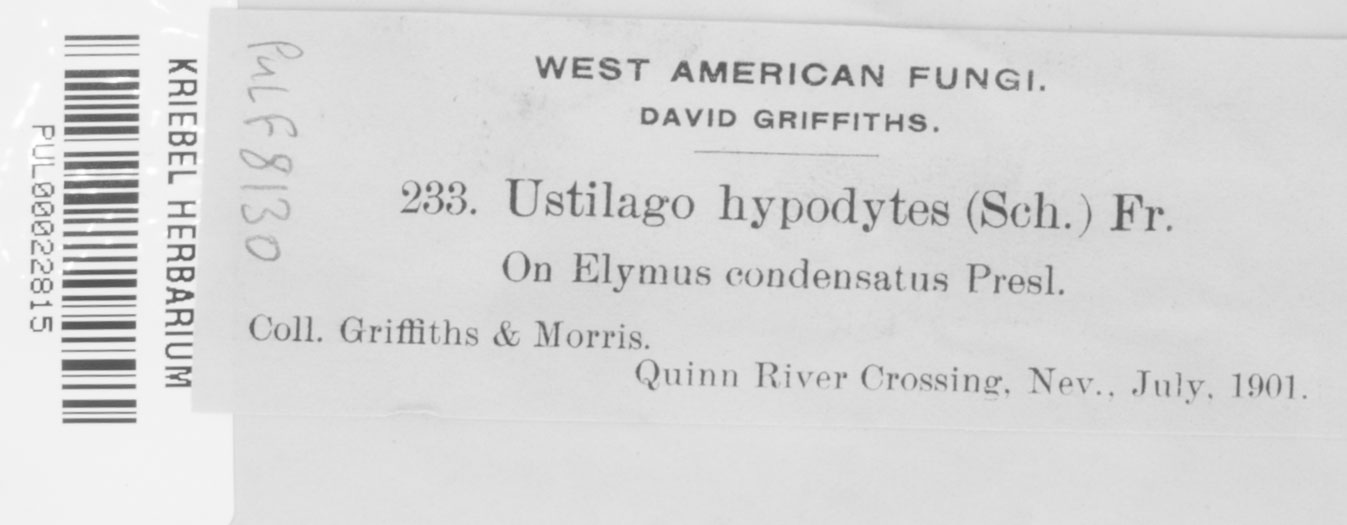 WEST AMERICAN FUNGI.
DAVID GRIFFITHS.
233. Ustilago hypodytes (Sch.) Fr.
On Elymus condensatus Presl.
Coll. Griffiths & Morris.
Quinn River Crossing, Nev., July, 1901.
PuLF8130
KRIEBEL HERBARIUM
PUL00022815